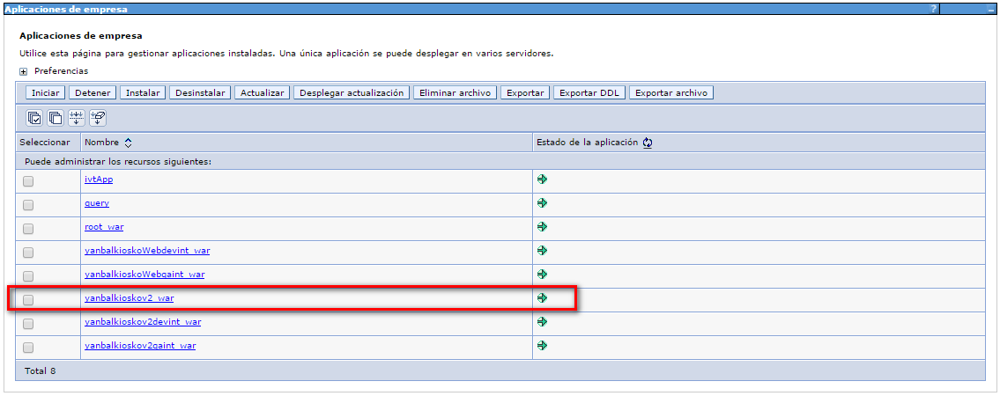 Aplicaciones de empresa ? –
Aplicaciones de empresa
Utilice esta página para gestionar aplicaciones instaladas. Una única aplicación se puede desplegar en varios servidores.
+ Preferencias
Iniciar Detener Instalar Desinstalar Actualizar Desplegar actualización Eliminar archivo Exportar Exportar DDL Exportar archivo
Seleccionar Nombre Estado de la aplicación
Puede administrar los recursos siguientes:
ivtApp
query
root_war
yanbalkioskoWebdevint_war
yanbalkioskoWebqaint_war
yanbalkioskov2_war
yanbalkioskov2devint_war
yanbalkioskov2qaint_war
Total 8